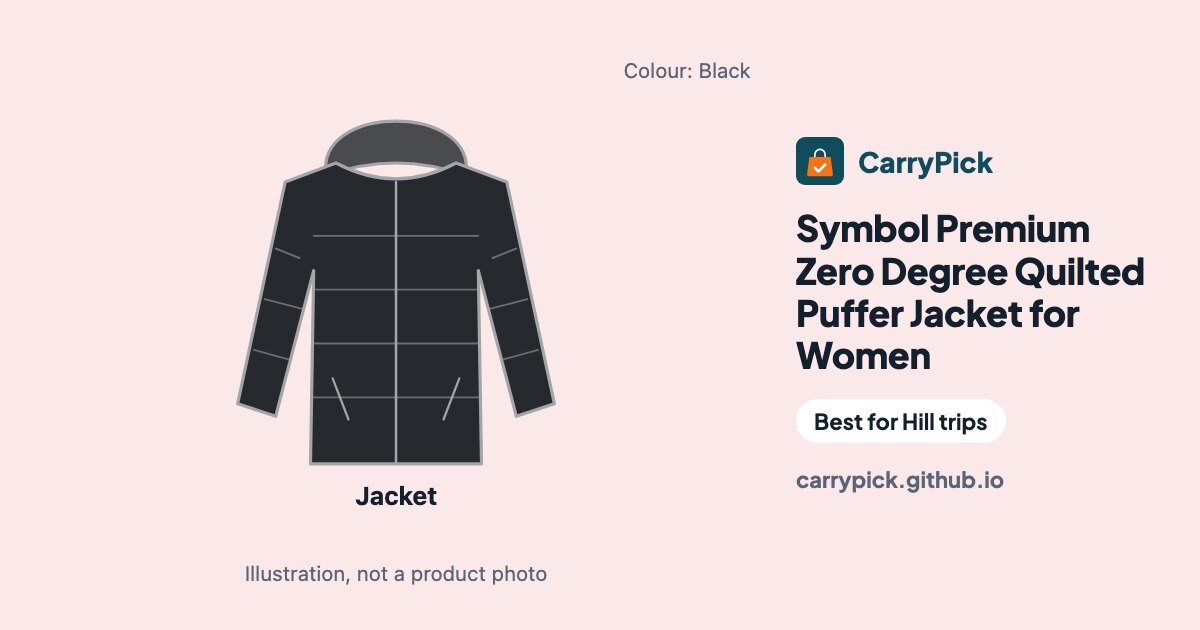 Colour: Black
CarryPick
Symbol Premium
Zero Degree Quilted
Puffer Jacket for
Women
Best for Hill trips
carrypick.github.io
Jacket
Illustration, not a product photo